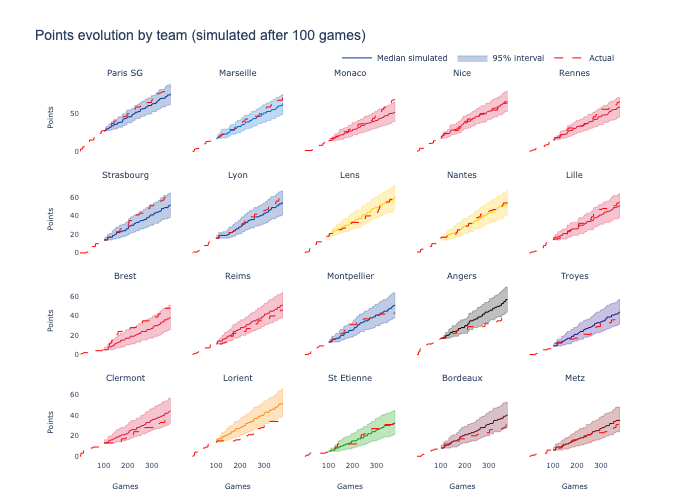 Points evolution by team (simulated after 100 games)
Median simulated 95% interval Actual
Paris SG Marseille Monaco Nice Rennes
50
0
Points
Strasbourg Lyon Lens Nantes Lille
60
40
20
0
Points
Brest Reims Montpellier Angers Troyes
60
40
20
0
Points
Clermont Lorient St Etienne Bordeaux Metz
60
40
20
0
Points
100 200 300 100 200 300 100 200 300 100 200 300 100 200 300
Games Games Games Games Games